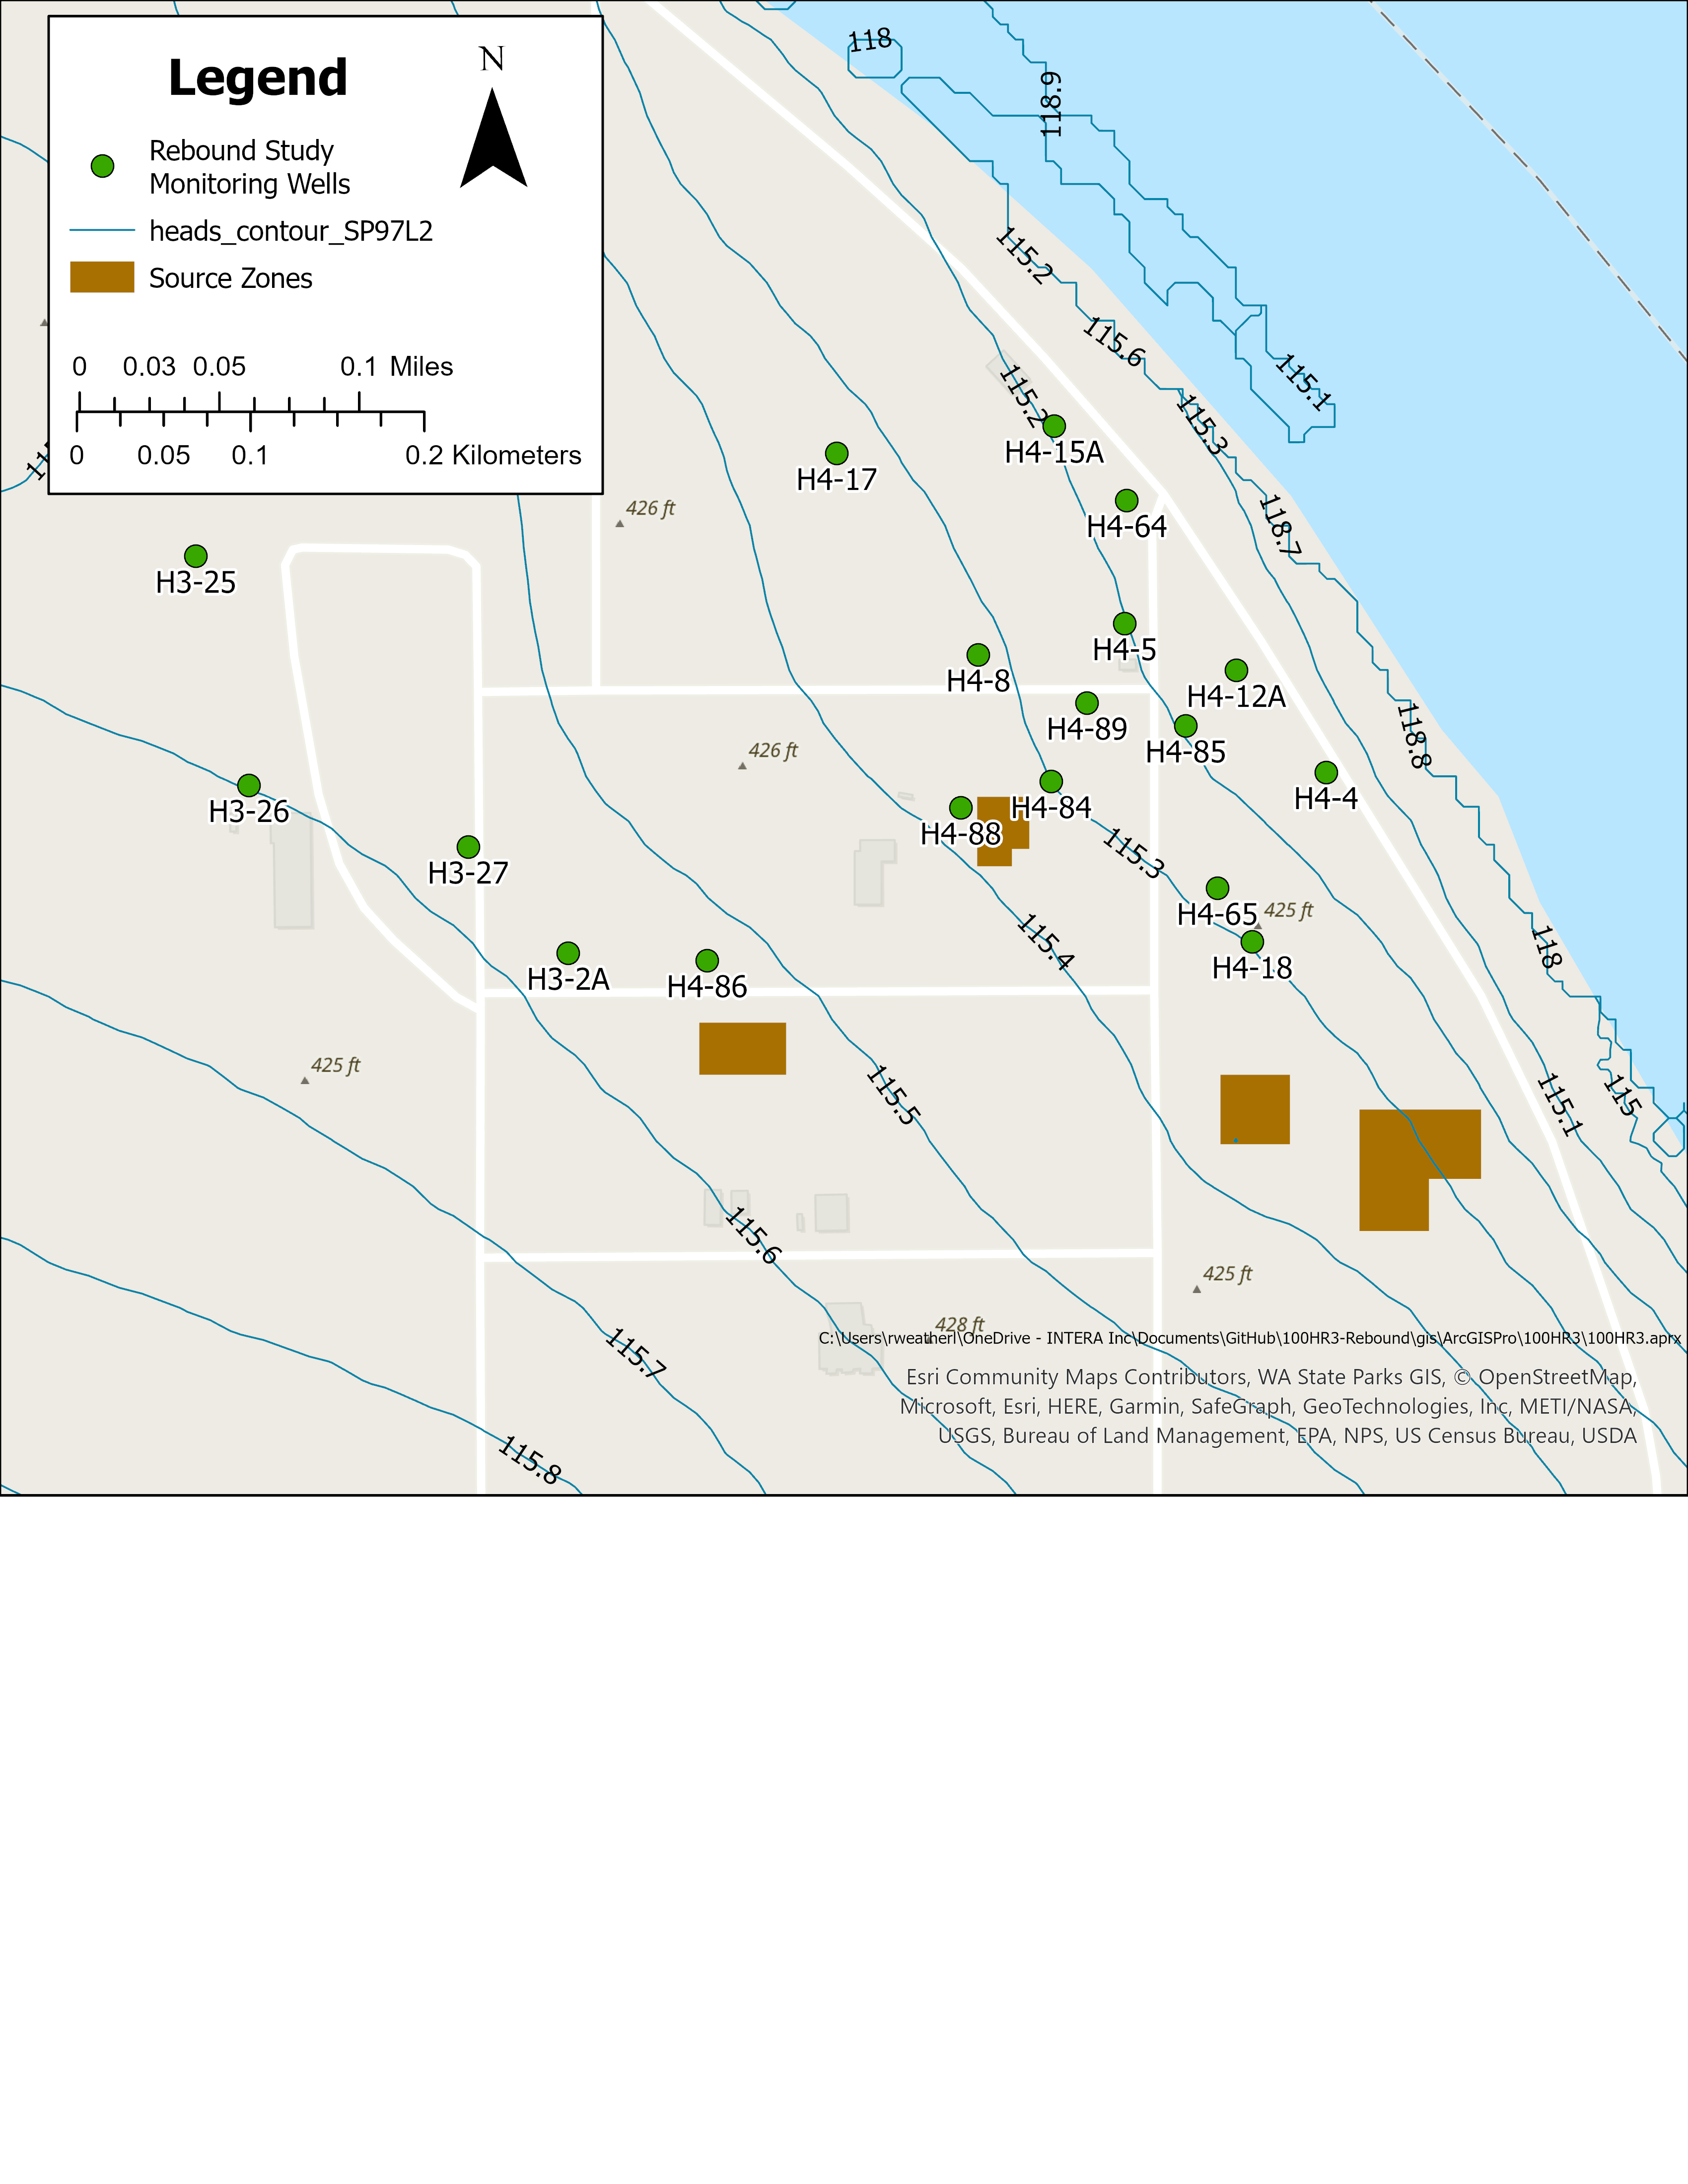 Legend
N
Rebound Study
Monitoring Wells
heads_contour_SP97L2
Source Zones
0 0.03 0.05 0.1 Miles
0 0.05 0.1 0.2 Kilometers
118
118.9
115.2
115.6
115.1
115.2
115.3
H4-15A
H4-17
426 ft
118.7
H4-64
H3-25
H4-5
H4-8
H4-12A
118.8
H4-89
426 ft
H4-85
H4-4
H3-26
H4-84
H4-88
115.3
H3-27
H4-65
425 ft
115.4
118
H4-18
H3-2A
H4-86
425 ft
115.5
115.1
115
115.6
425 ft
428 ft
C:\Users\rweatherl\OneDrive - INTERA Inc\Documents\GitHub\100HR3-Rebound\gis\ArcGISPro\100HR3\100HR3.aprx
115.7
Esri Community Maps Contributors, WA State Parks GIS, © OpenStreetMap,
Microsoft, Esri, HERE, Garmin, SafeGraph, GeoTechnologies, Inc, METI/NASA,
USGS, Bureau of Land Management, EPA, NPS, US Census Bureau, USDA
115.8